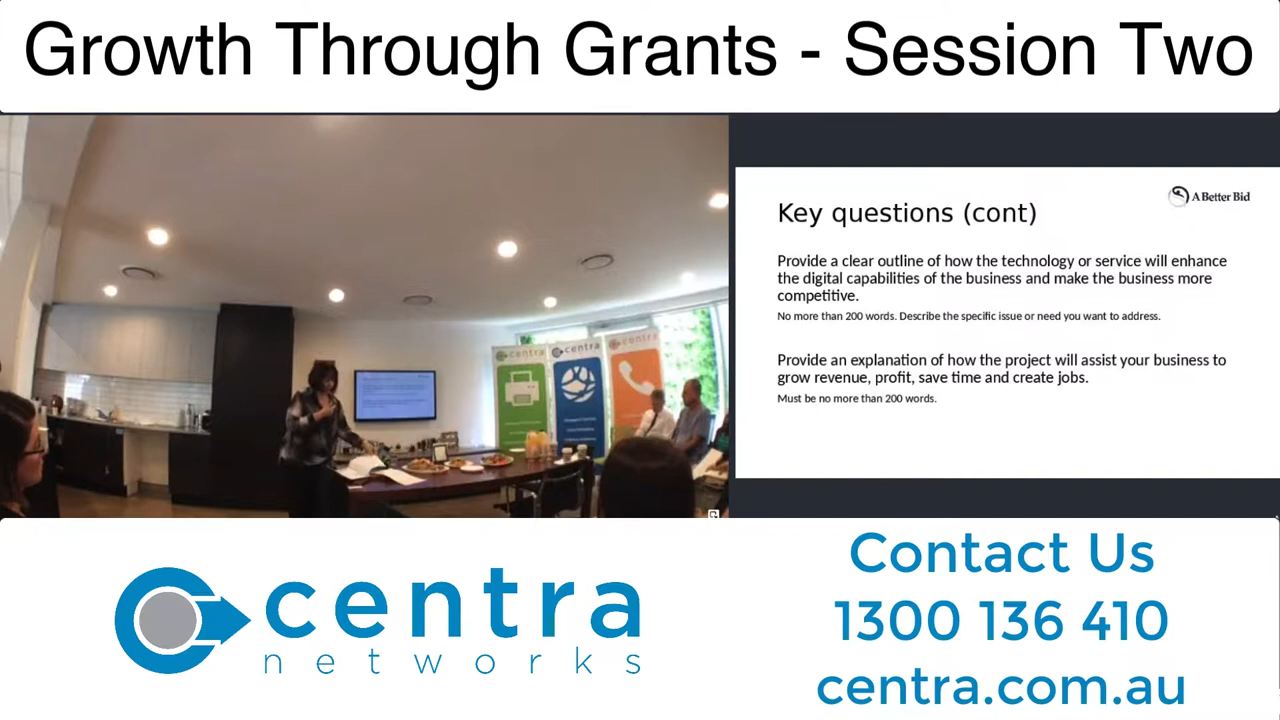 Growth Through Grants - Session Two
centra
centra
centra
A Better Bid
Key questions (cont)
Provide a clear outline of how the technology or service will enhance
the digital capabilities of the business and make the business more
competitive.
No more than 200 words. Describe the specific issue or need you want to address.
Provide an explanation of how the project will assist your business to
grow revenue, profit, save time and create jobs.
Must be no more than 200 words.
centra
networks
Contact Us
1300 136 410
centra.com.au